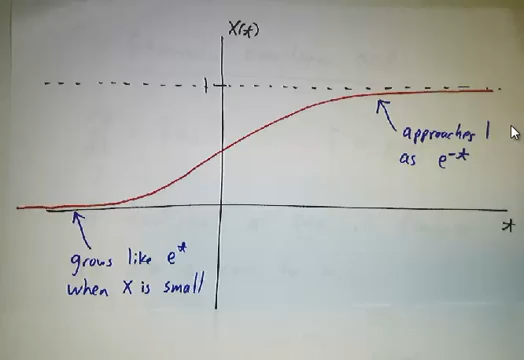 X(t)
1
approaches 1
as e^-t
t
grows like e^t
when X is small